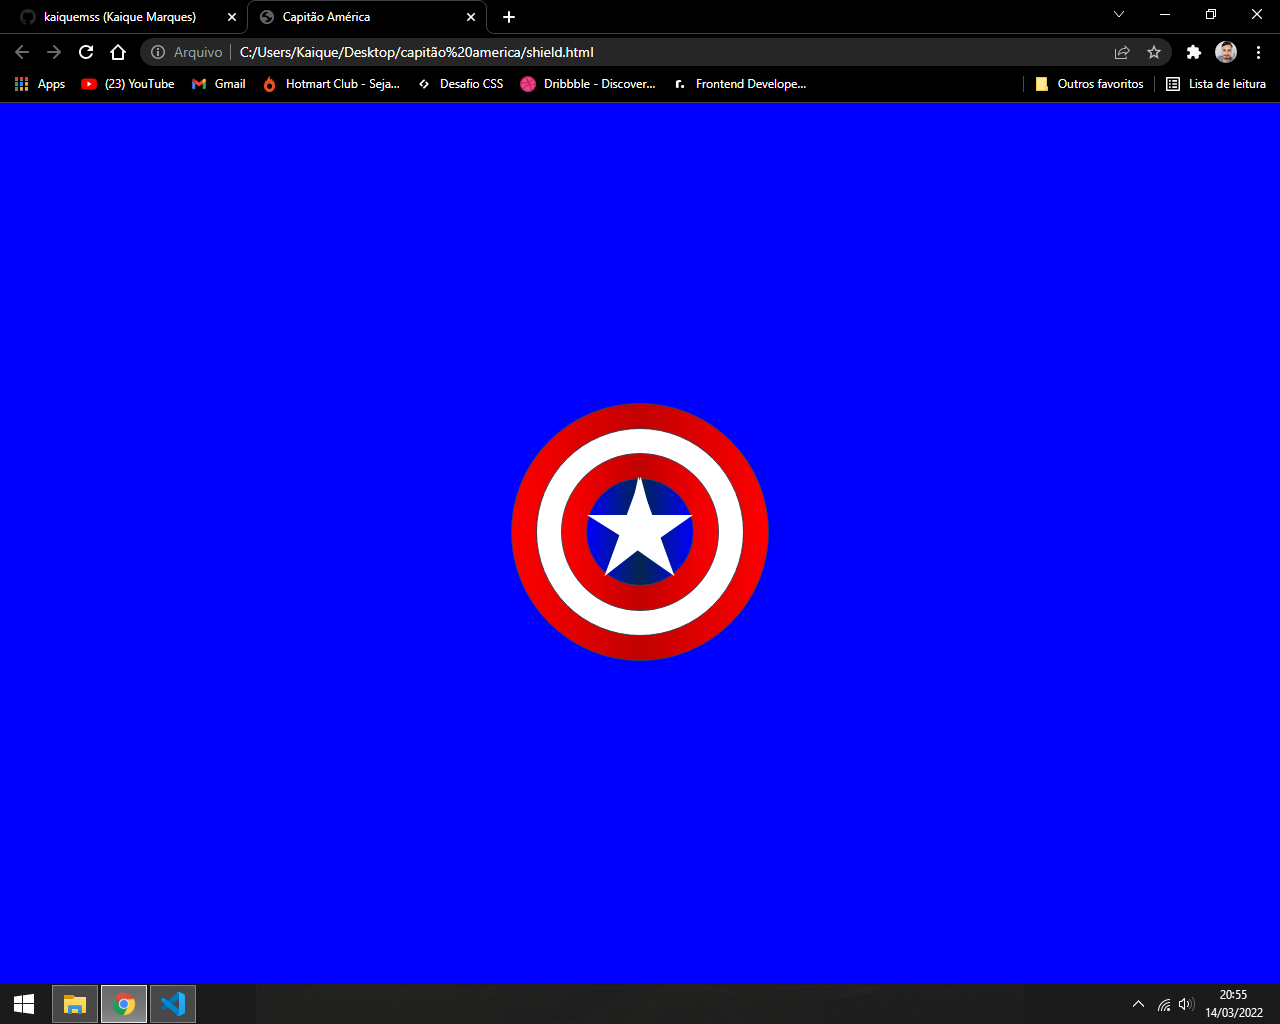 kaiquemss (Kaique Marques)
Capitão América
Arquivo
C:/Users/Kaique/Desktop/capitão%20america/shield.html
Apps
(23) YouTube
Gmail
Hotmart Club - Seja...
Desafio CSS
Dribbble - Discover...
Frontend Develope...
Outros favoritos
Lista de leitura
20:55
14/03/2022